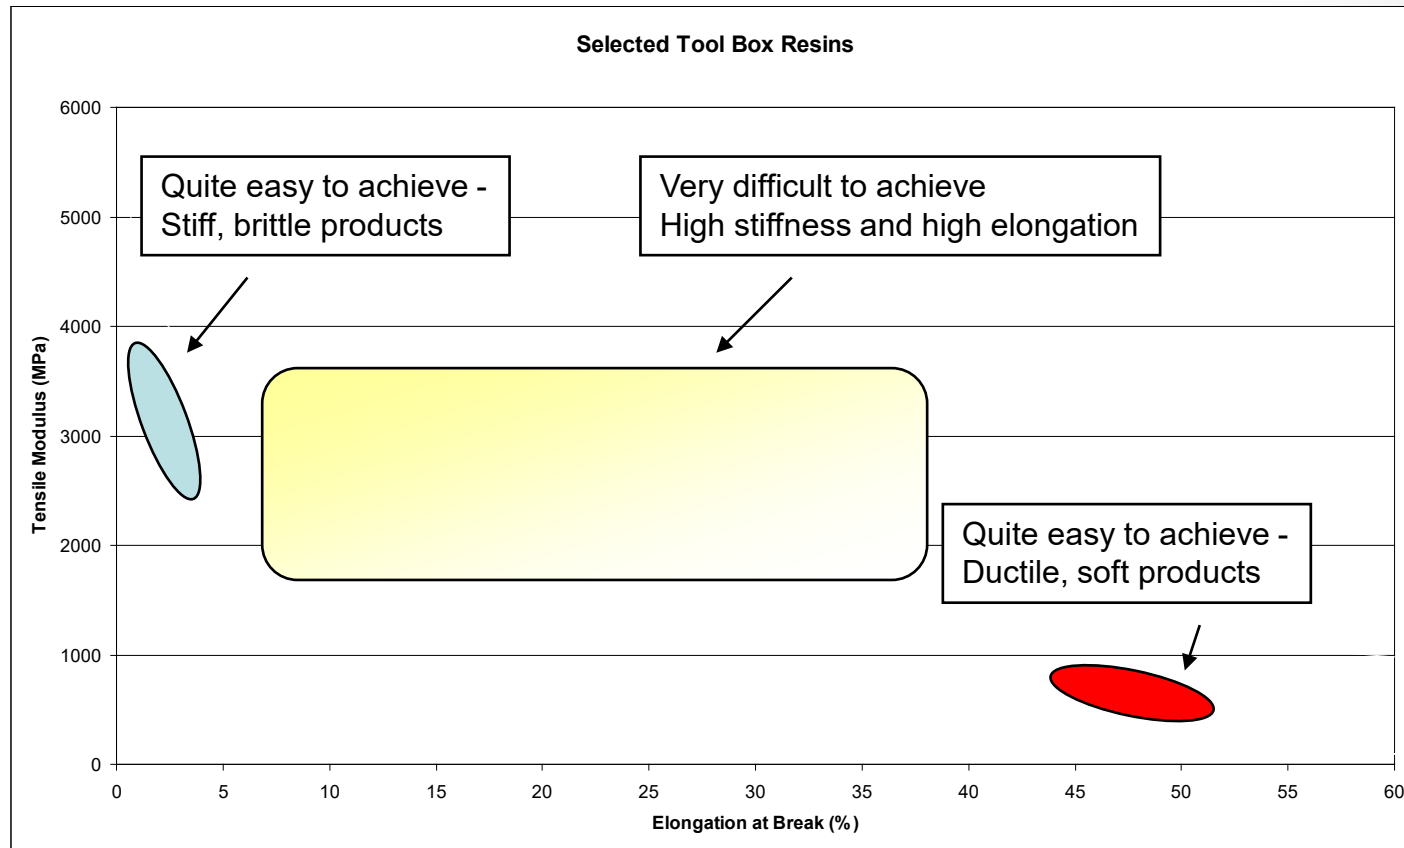 Selected Tool Box Resins
6000
5000
4000
3000
2000
1000
0
Tensile Modulus (MPa)
Quite easy to achieve -
Stiff, brittle products
Very difficult to achieve
High stiffness and high elongation
Quite easy to achieve -
Ductile, soft products
0 5 10 15 20 25 30 35 40 45 50 55 60
Elongation at Break (%)